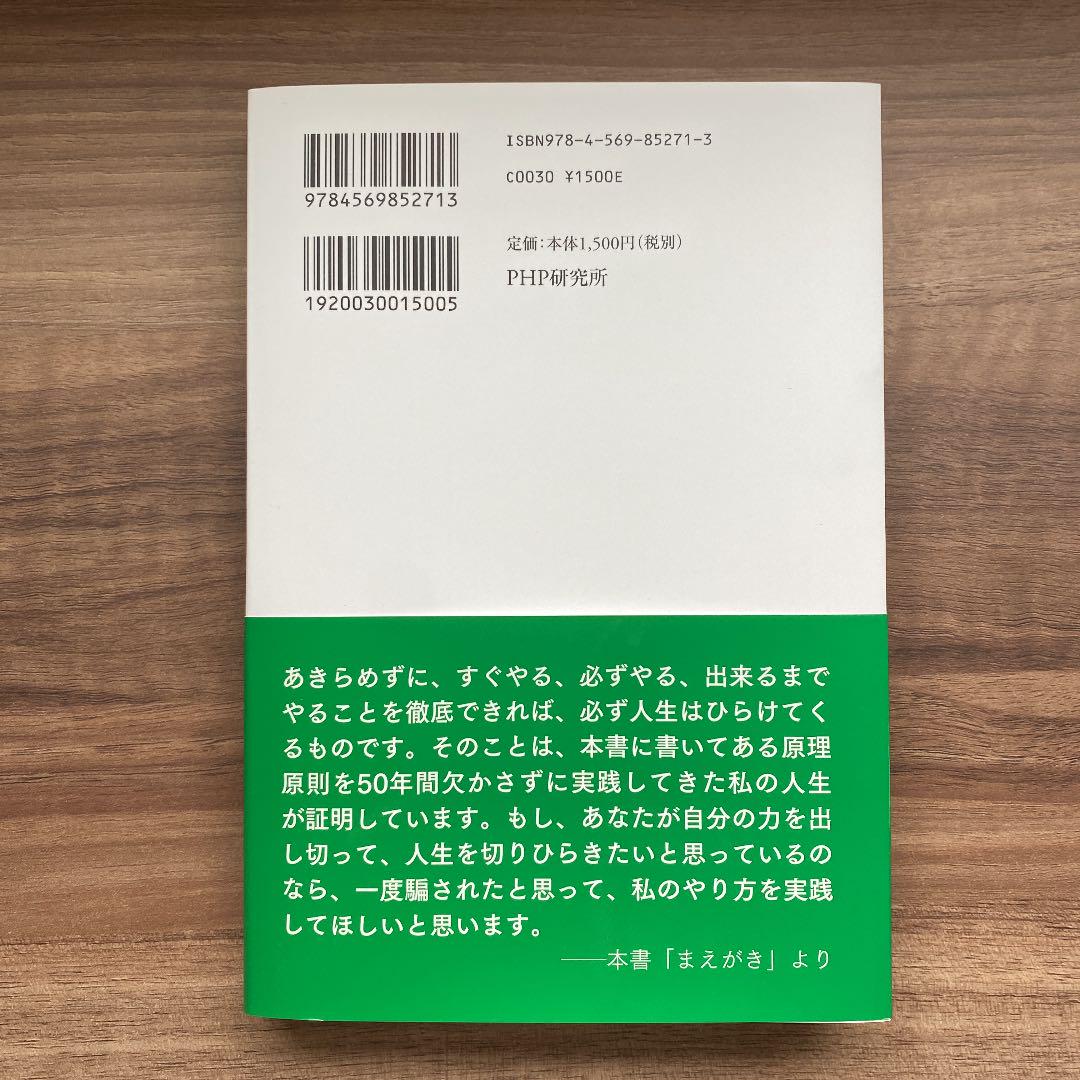 9784569852713
1920030015005
ISBN978-4-569-85271-3
C0030 ¥1500E
定価：本体1,500円（税別）
PHP研究所
あきらめずに、すぐやる、必ずやる、出来るまで
やることを徹底できれば、必ず人生はひらけてく
るものです。そのことは、本書に書いてある原理
原則を50年間欠かさずに実践してきた私の人生
が証明しています。もし、あなたが自分の力を出
し切って、人生を切りひらきたいと思っているの
なら、一度騙されたと思って、私のやり方を実践
してほしいと思います。
──本書「まえがき」より